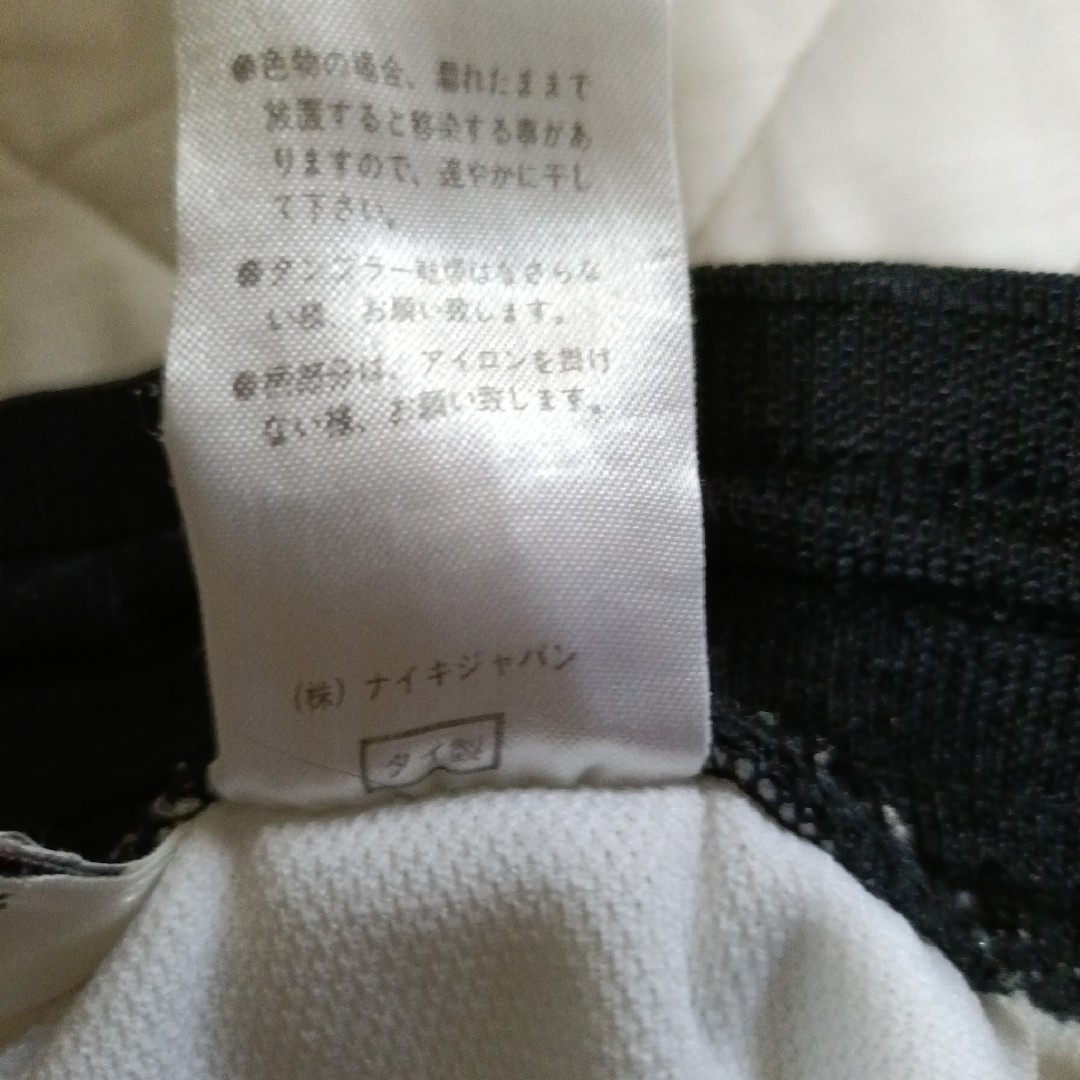 ●色物の場合、濡れたままで
放置すると移染する事があ
りますので、速やかに干し
て下さい。
●タンブラー乾燥はなさらな
い様、お願い致します。
●柄部分は、アイロンを掛け
ない様、お願い致します。
(株) ナイキジャパン
タイ製